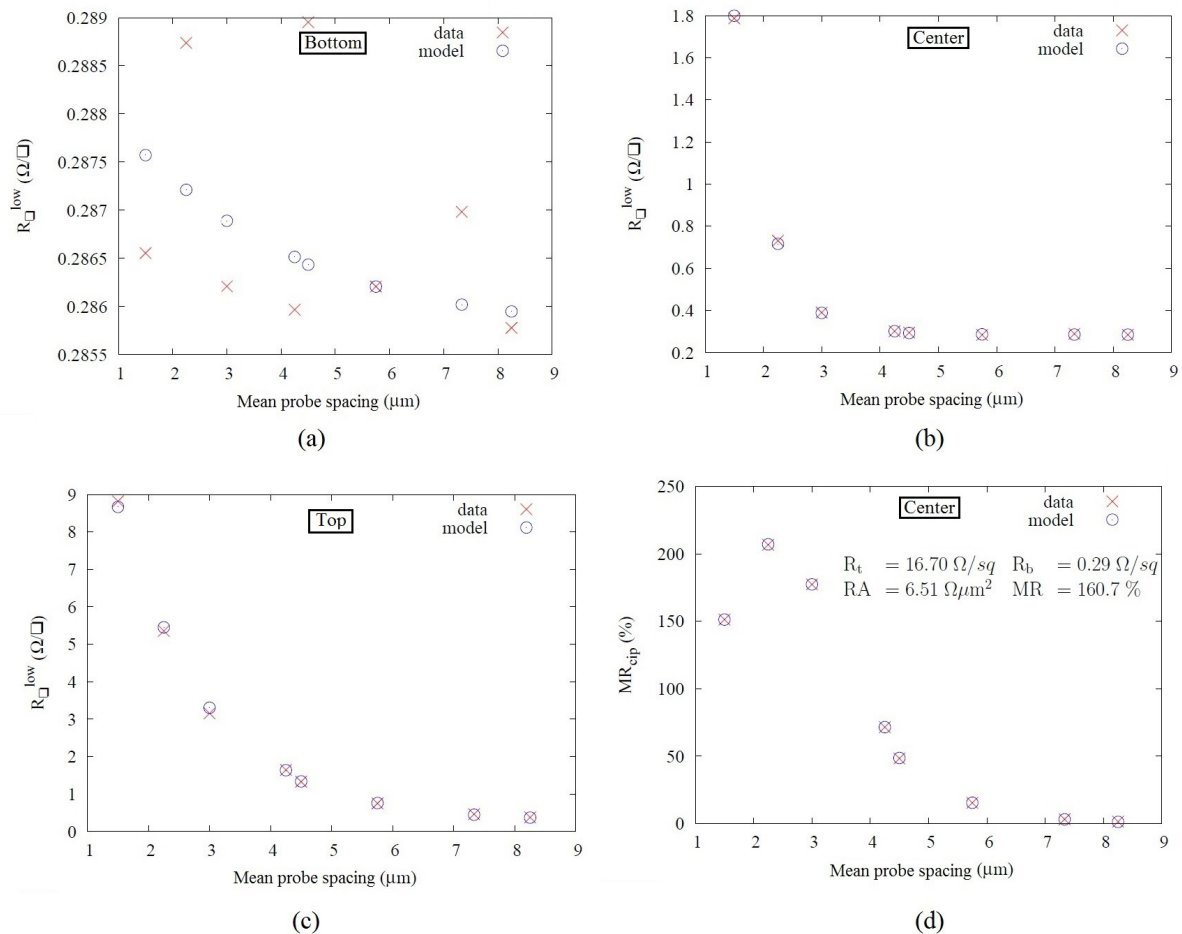 0.289
0.2885
0.288
0.2875
0.287
0.2865
0.286
0.2855
Bottom
data
model
R□^low (Ω/□)
1 2 3 4 5 6 7 8 9
Mean probe spacing (μm)
(a)
1.8
1.6
1.4
1.2
1
0.8
0.6
0.4
0.2
Center
data
model
R□^low (Ω/□)
1 2 3 4 5 6 7 8 9
Mean probe spacing (μm)
(b)
9
8
7
6
5
4
3
2
1
0
Top
data
model
R□^low (Ω/□)
1 2 3 4 5 6 7 8 9
Mean probe spacing (μm)
(c)
250
200
150
100
50
0
Center
data
model
R_t = 16.70 Ω/sq R_b = 0.29 Ω/sq
RA = 6.51 Ωμm² MR = 160.7 %
MR_cip (%)
1 2 3 4 5 6 7 8 9
Mean probe spacing (μm)
(d)